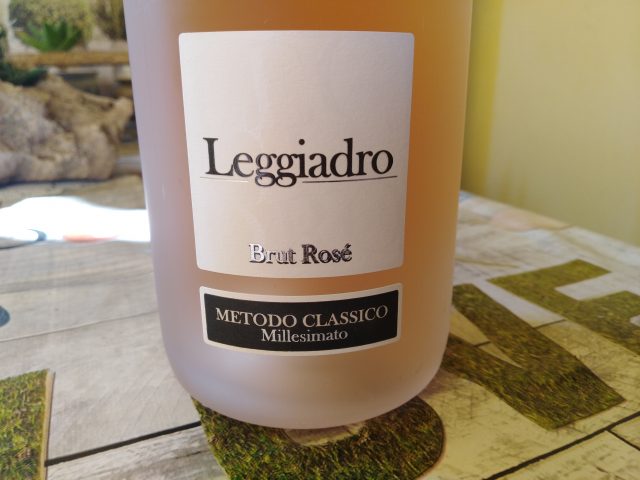 Leggiadro
Brut Rosé
METODO CLASSICO
Millesimato